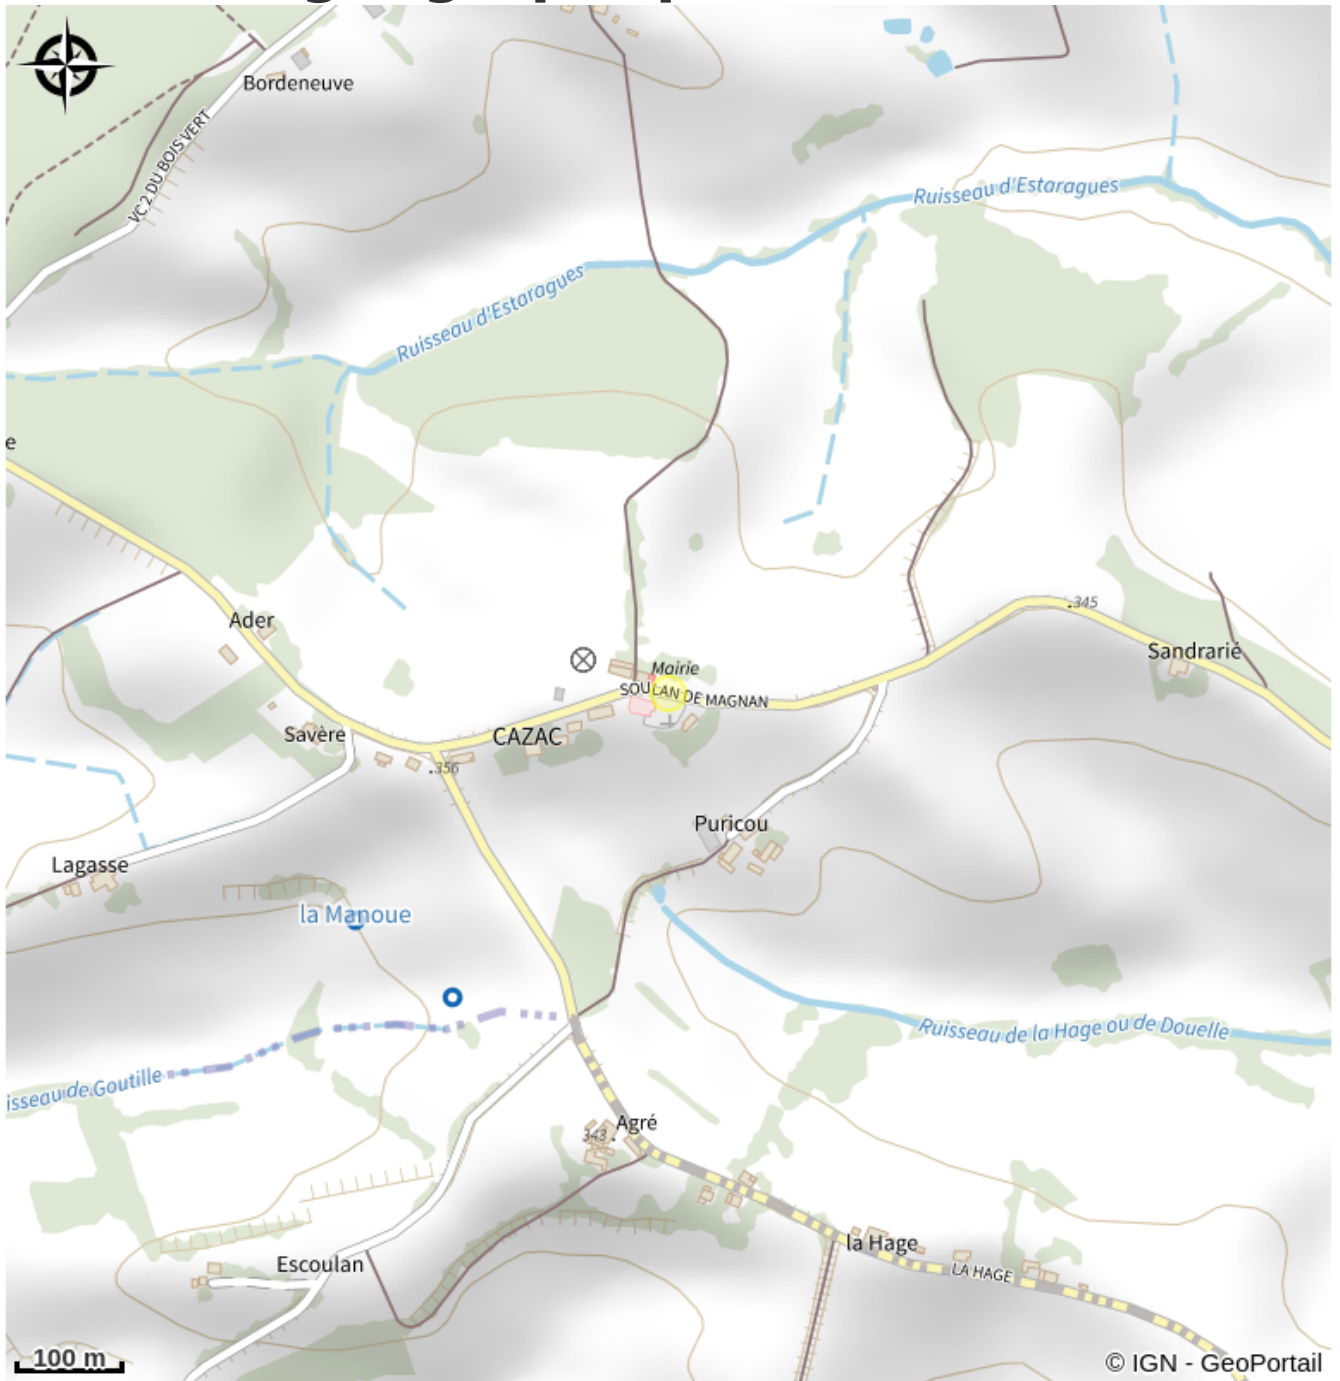 Bordeneuve
VC 2 DU BOIS VERT
Ruisseau d'Estaragues
Ruisseau d'Estaragues
e
.345
Ader
Sandrarié
Mairie
SOULAN DE MAGNAN
Savère
CAZAC
.356
Puricou
Lagasse
la Manoue
Ruisseau de la Hage ou de Douelle
isseau de Goutille
Agré
343.
la Hage
Escoulan
LA HAGE
100 m
© IGN - GeoPortail